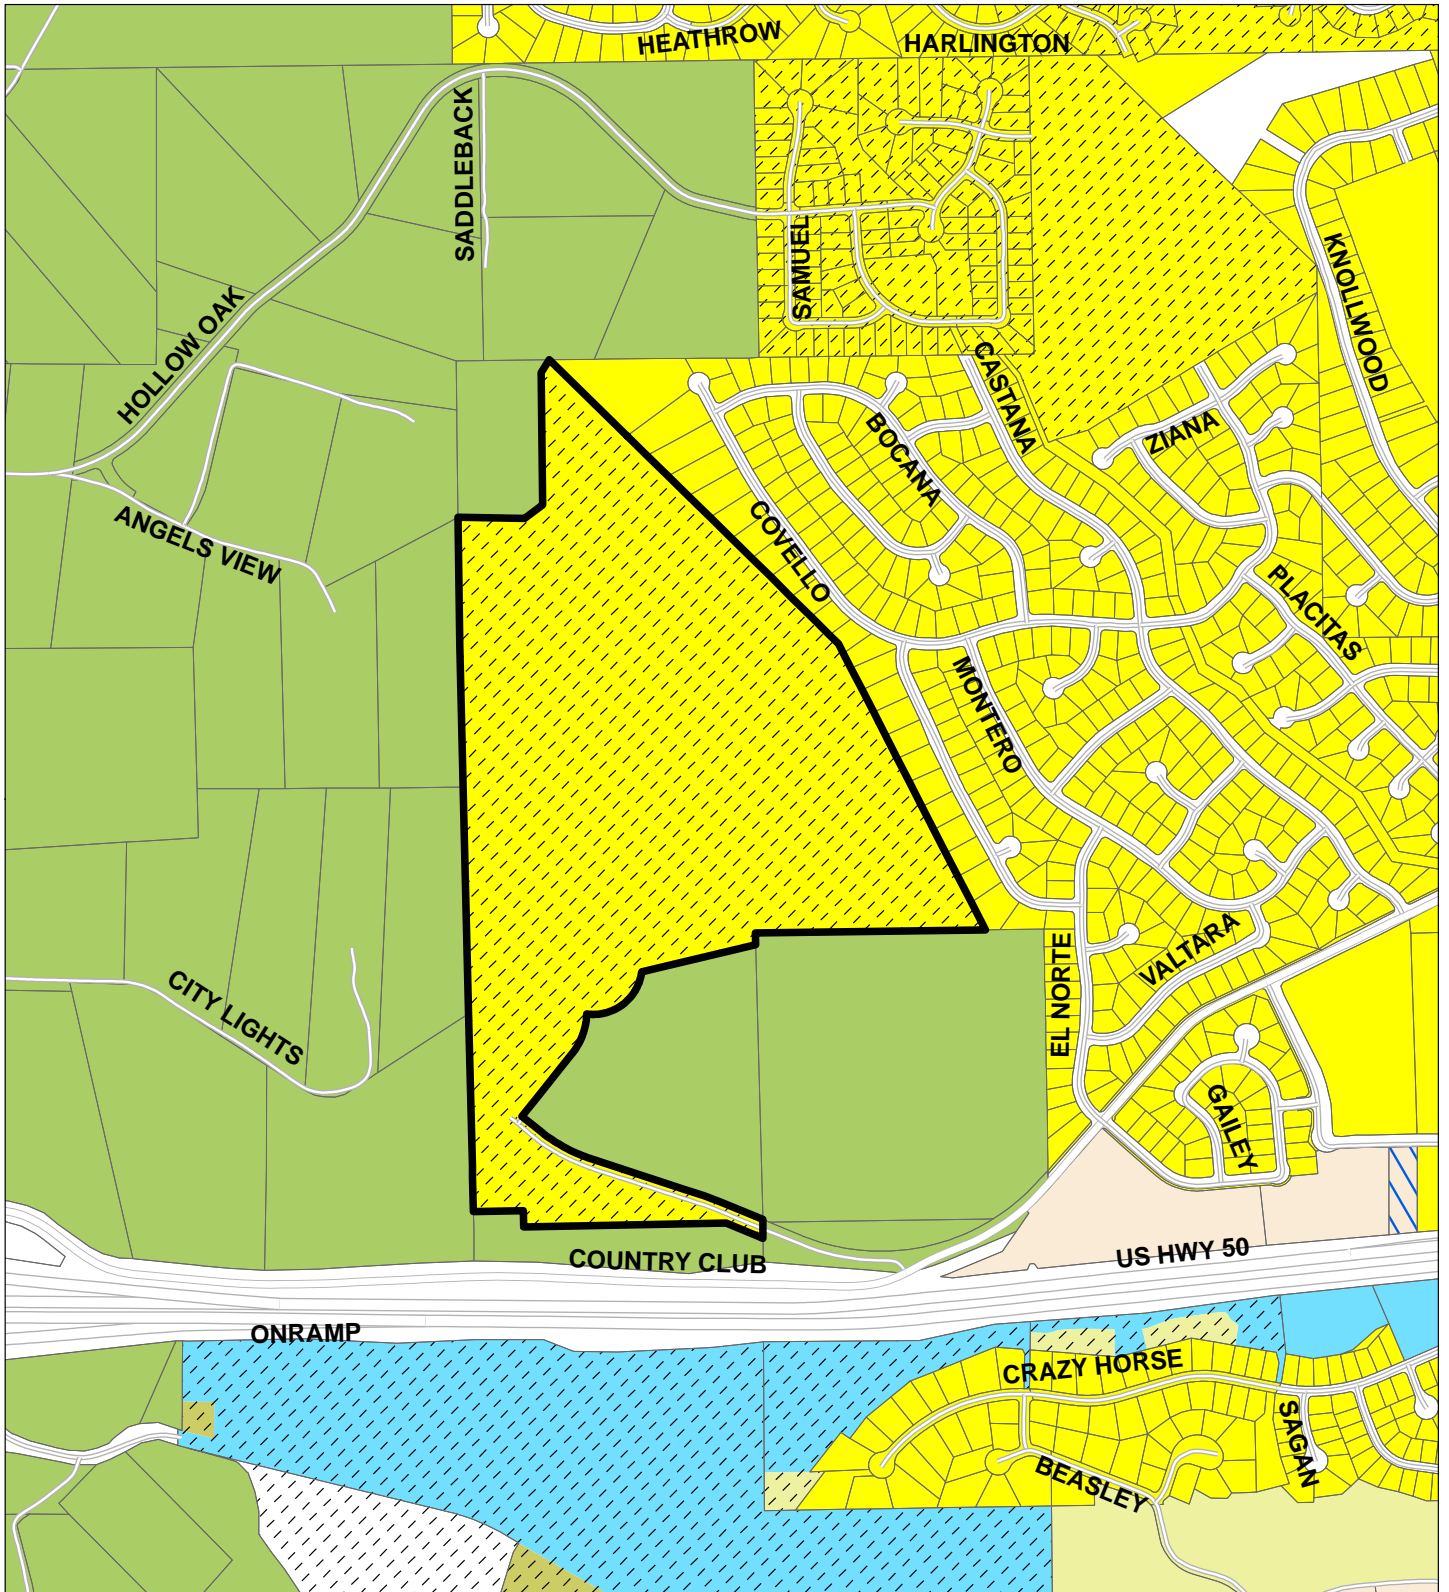 HEATHROW
HARLINGTON
SADDLEBACK
SAMUEL
KNOLLWOOD
HOLLOW OAK
CASTANA
BOCANA
ZIANA
COVELLO
ANGELS VIEW
PLACITAS
MONTERO
VALTARA
EL NORTE
CITY LIGHTS
GAILEY
COUNTRY CLUB
US HWY 50
ONRAMP
CRAZY HORSE
SAGAN
BEASLEY